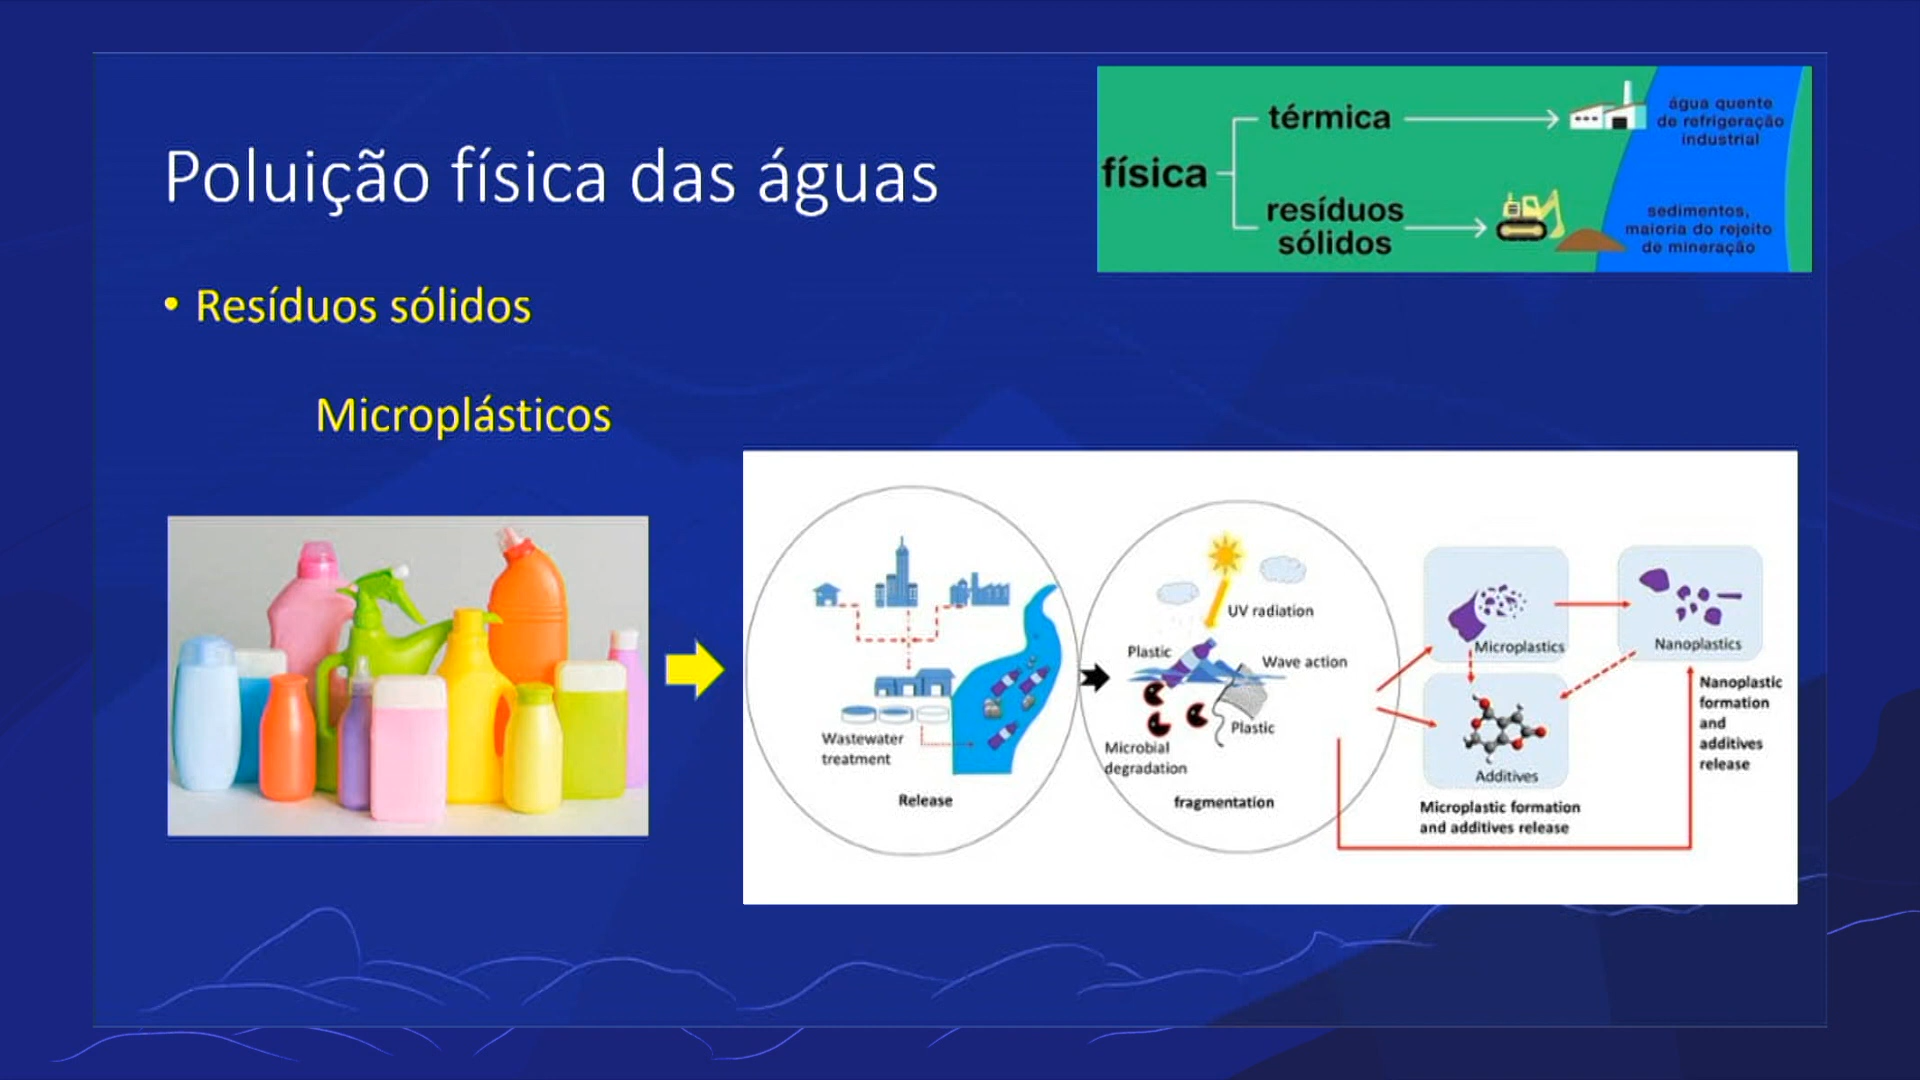 Poluição física das águas
física
térmica
água quente
de refrigeração
industrial
resíduos
sólidos
sedimentos,
maioria do rejeito
de mineração
• Resíduos sólidos
Microplásticos
Wastewater
treatment
Release
UV radiation
Plastic
Wave action
Plastic
Microbial
degradation
fragmentation
Microplastics
Nanoplastics
Additives
Microplastic formation
and additives release
Nanoplastic
formation
and
additives
release